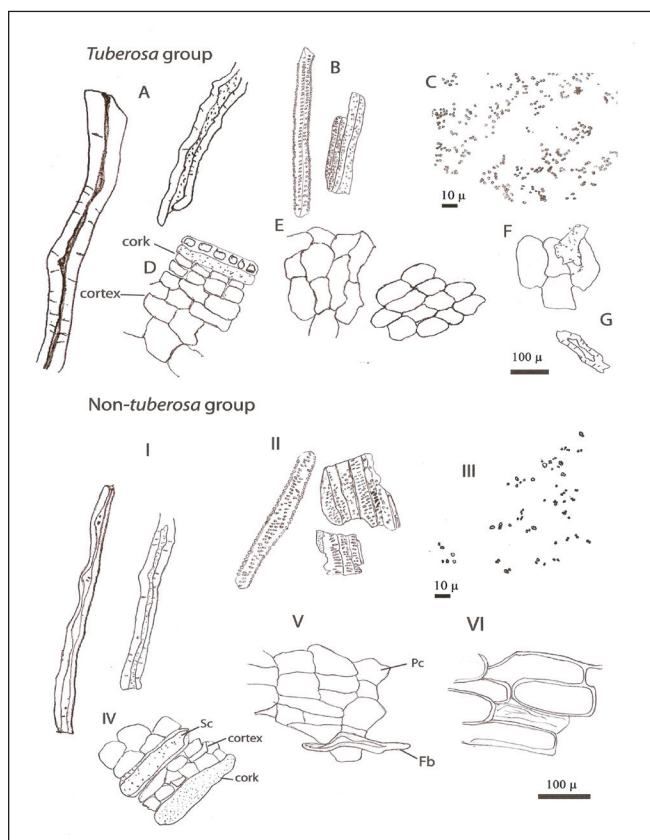 Tuberosa group
A
B
C
10 µ
cork
D
cortex
E
F
G
100 µ
Non-tuberosa group
I
II
III
10 µ
V
Pc
Fb
VI
IV
Sc
cortex
cork
100 µ